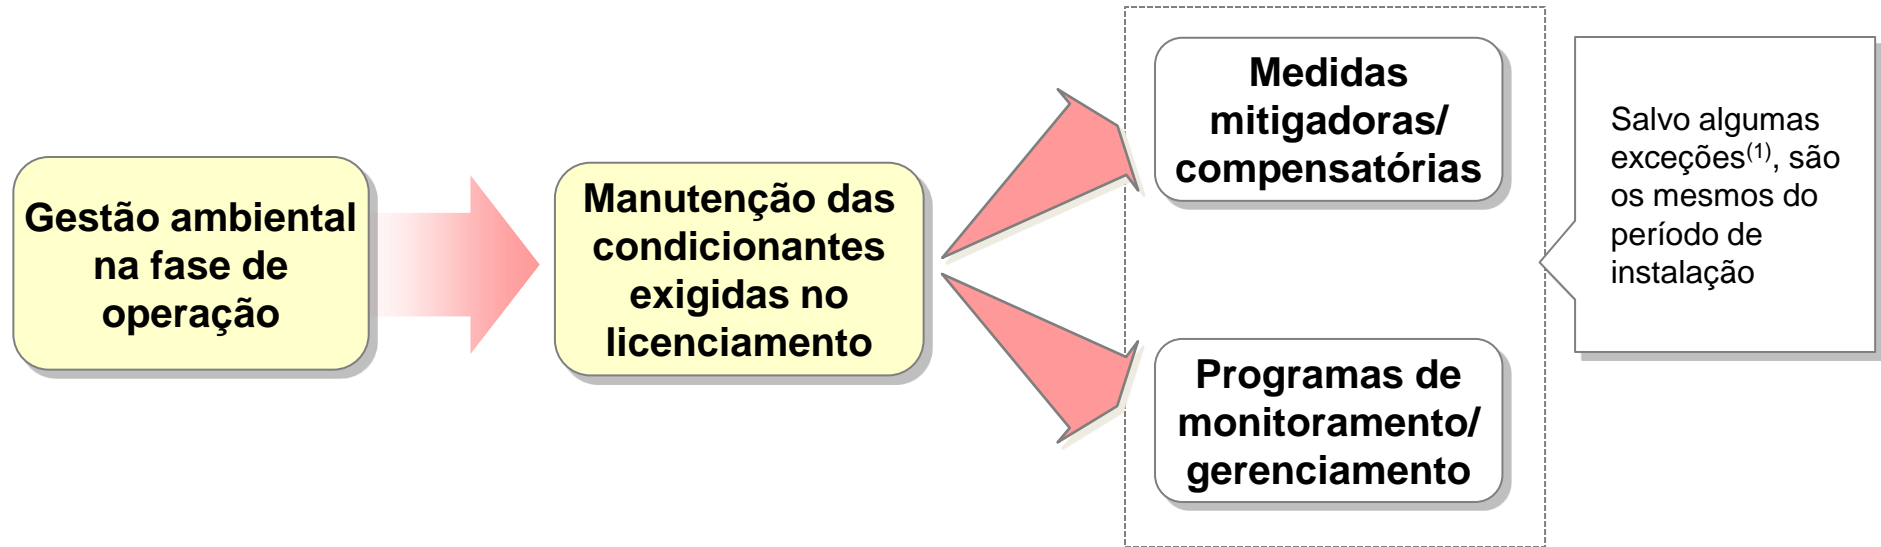 Gestão ambiental
na fase de
operação
Manutenção das
condicionantes
exigidas no
licenciamento
Medidas
mitigadoras/
compensatórias
Programas de
monitoramento/
gerenciamento
Salvo algumas
exceções(1), são
os mesmos do
período de
instalação